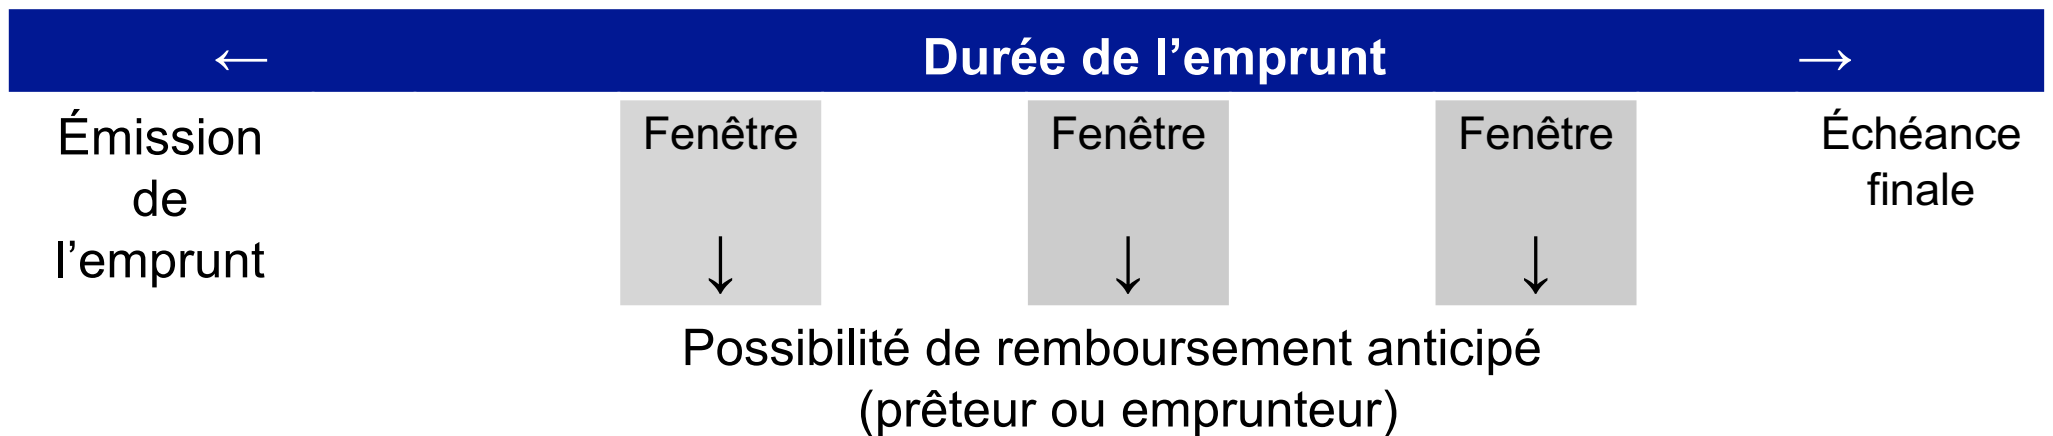 ← Durée de l’emprunt →
Émission
de
l’emprunt
Fenêtre
↓
Fenêtre
↓
Fenêtre
↓
Échéance
finale
Possibilité de remboursement anticipé
(prêteur ou emprunteur)